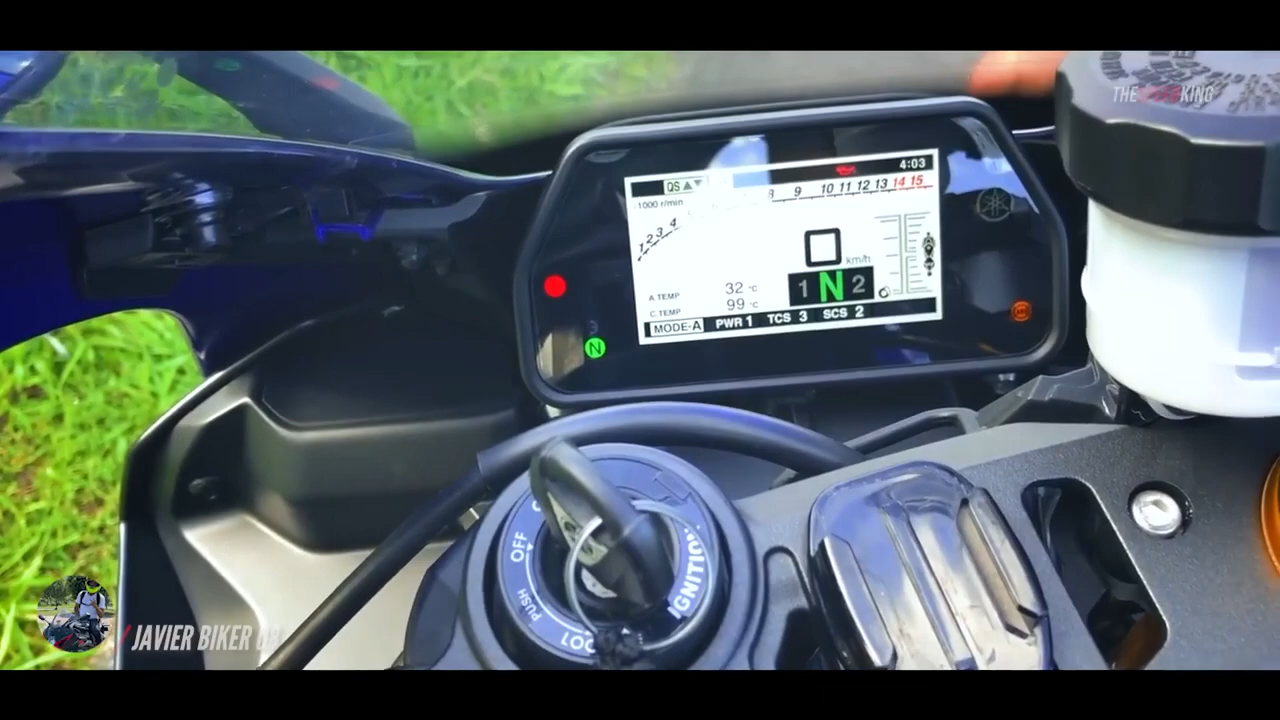 THE KING
QS 4:03
8 9 10 11 12 13 14 15
1000 r/min
1 2 3 4
km/h
A.TEMP 32 °C
C.TEMP 99 °C
1 N 2
MODE-A PWR 1 TCS 3 SCS 2
N
OFF
PUSH
IGNITION
JAVIER BIKER